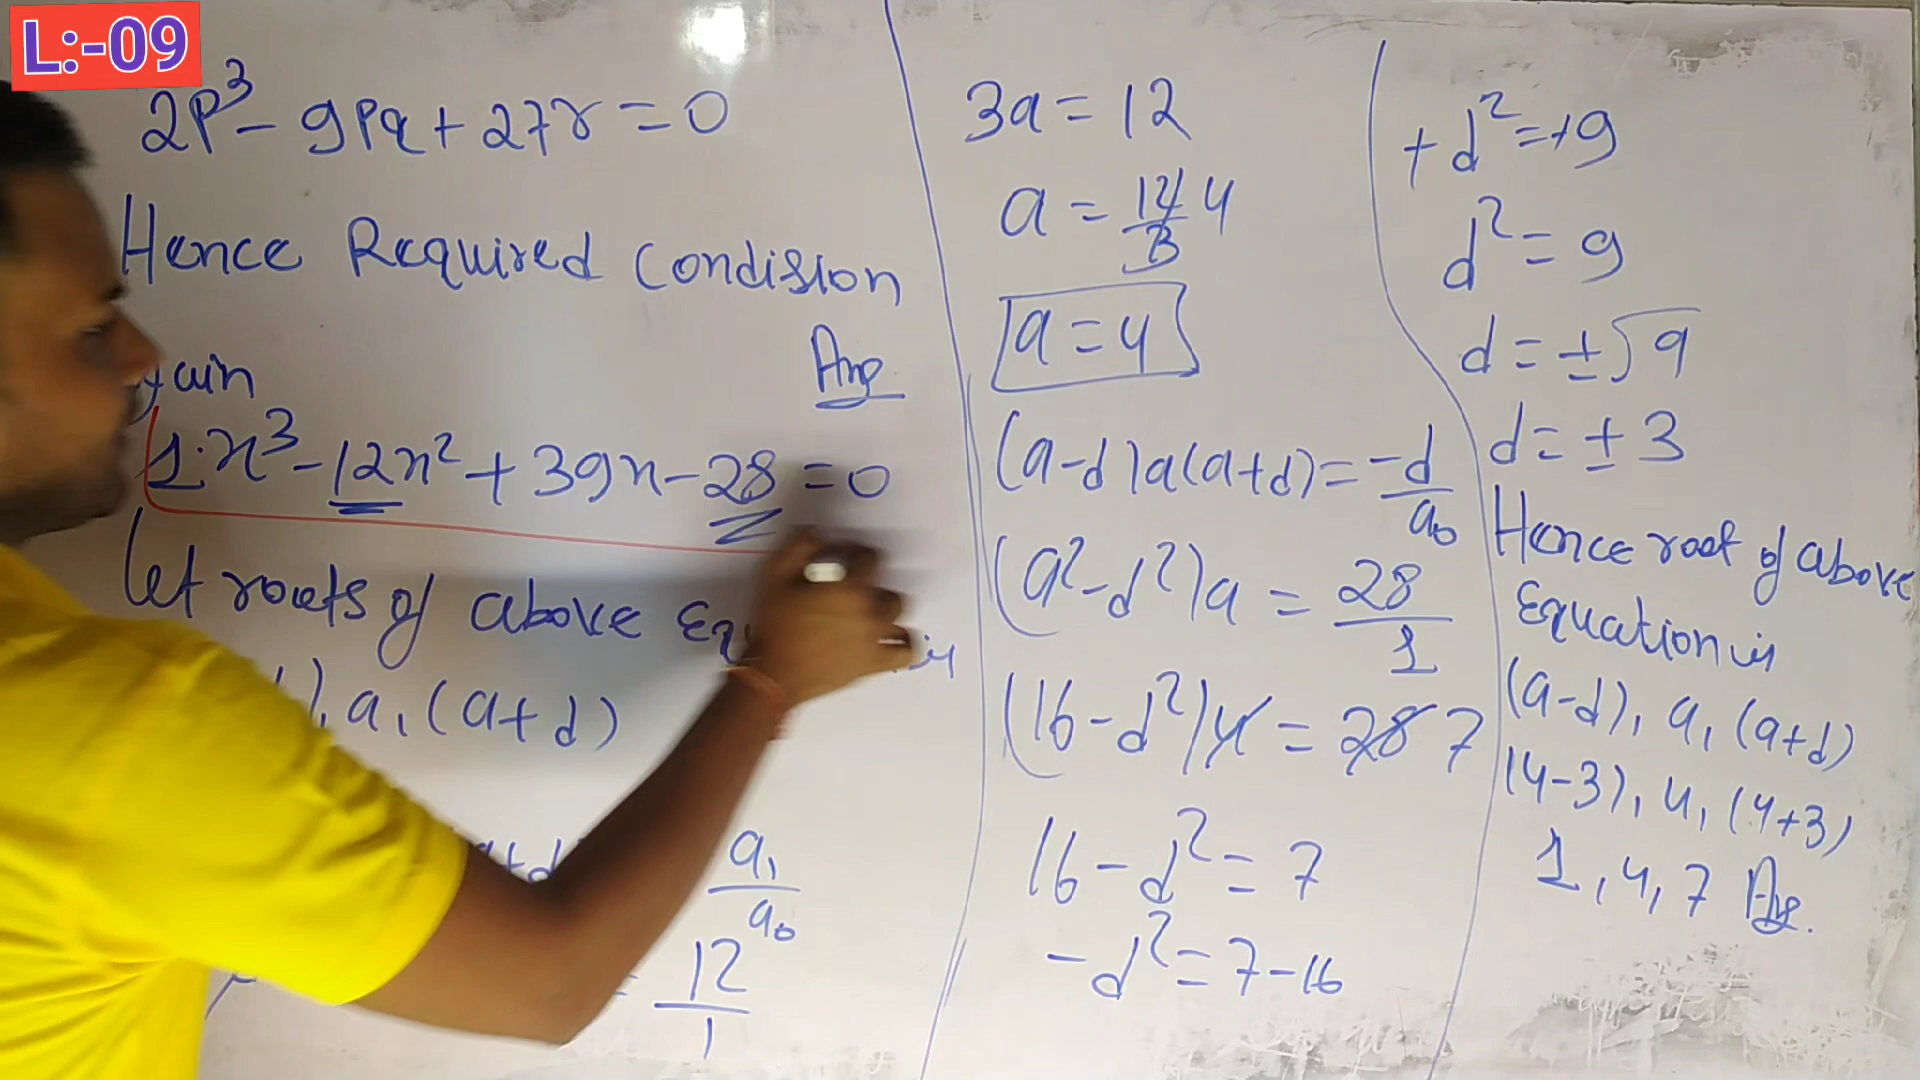 L:-09
2p³ - 9pq + 27r = 0
Hence Required Condision
Ans
gain
1.x³ - 12x² + 39x - 28 = 0
let roots of above
), a, (a+d)
a₁/a₀
= 12/1
3a = 12
a = 12/3 4
a = 4
(a-d)a(a+d) = -d/a₀
(a²-d²)a = 28/1
(16-d²)4 = 28 7
16-d² = 7
-d² = 7-16
+d² = +9
d² = 9
d = ±√9
d = ±3
Hence root of above
Equation is
(a-d), a, (a+d)
(4-3), 4, (4+3)
1, 4, 7 Ans.